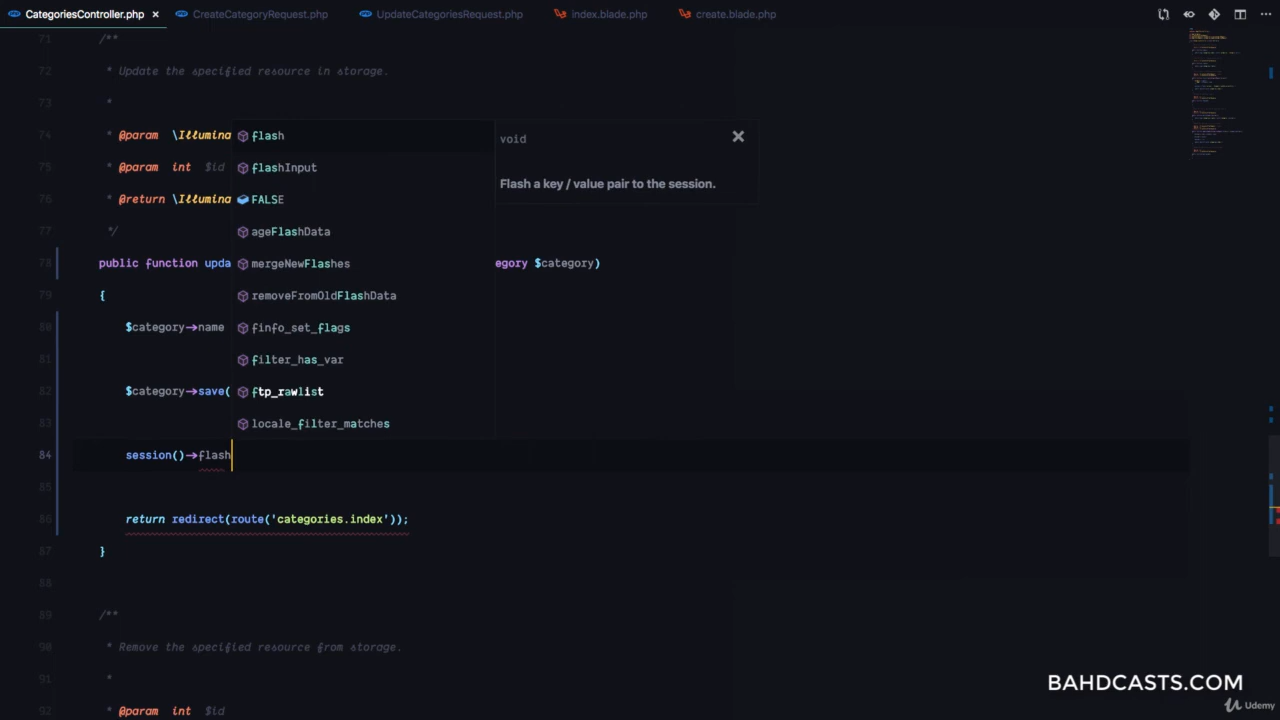 CategoriesController.php × CreateCategoryRequest.php UpdateCategoriesRequest.php index.blade.php create.blade.php
71 /**
72 * Update the specified resource in storage.
73 *
74 * @param \Illumina
75 * @param int $id
76 * @return \Illumina
77 */
78 public function upda egory $category)
79 {
80 $category->name
81
82 $category->save(
83
84 session()->flash
85
86 return redirect(route('categories.index'));
87 }
88
89 /**
90 * Remove the specified resource from storage.
91 *
92 * @param int $id
flash
flashInput
FALSE
ageFlashData
mergeNewFlashes
removeFromOldFlashData
finfo_set_flags
filter_has_var
ftp_rawlist
locale_filter_matches
void
Flash a key / value pair to the session.
BAHDCASTS.COM
Udemy